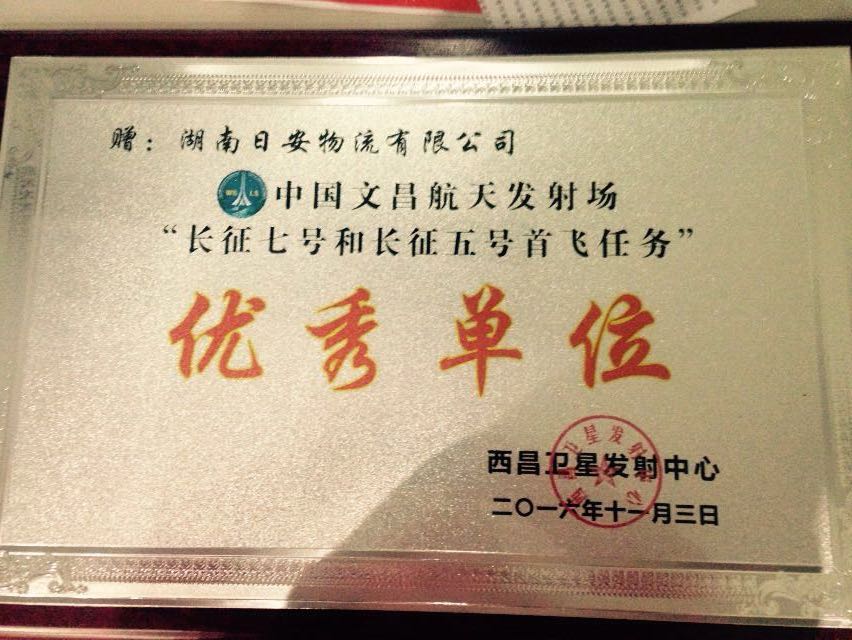 赠：湖南日安物流有限公司
中国文昌航天发射场
“长征七号和长征五号首飞任务”
优秀单位
西昌卫星发射中心
二〇一六年十一月三日